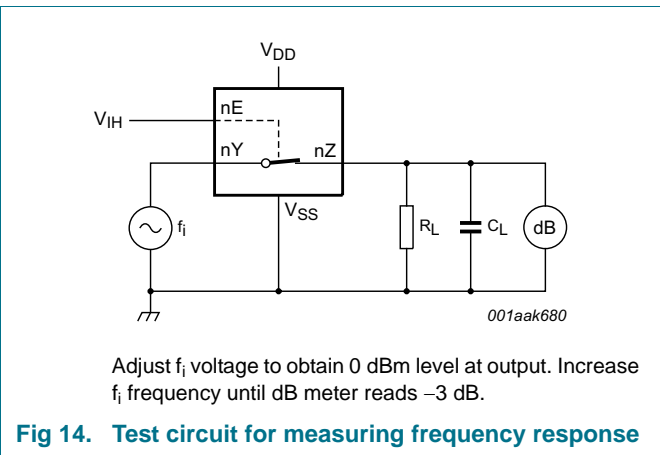 VDD
nE
VIH
nY
nZ
VSS
fi
RL
CL
dB
001aak680
Adjust fi voltage to obtain 0 dBm level at output. Increase
fi frequency until dB meter reads −3 dB.
Fig 14. Test circuit for measuring frequency response